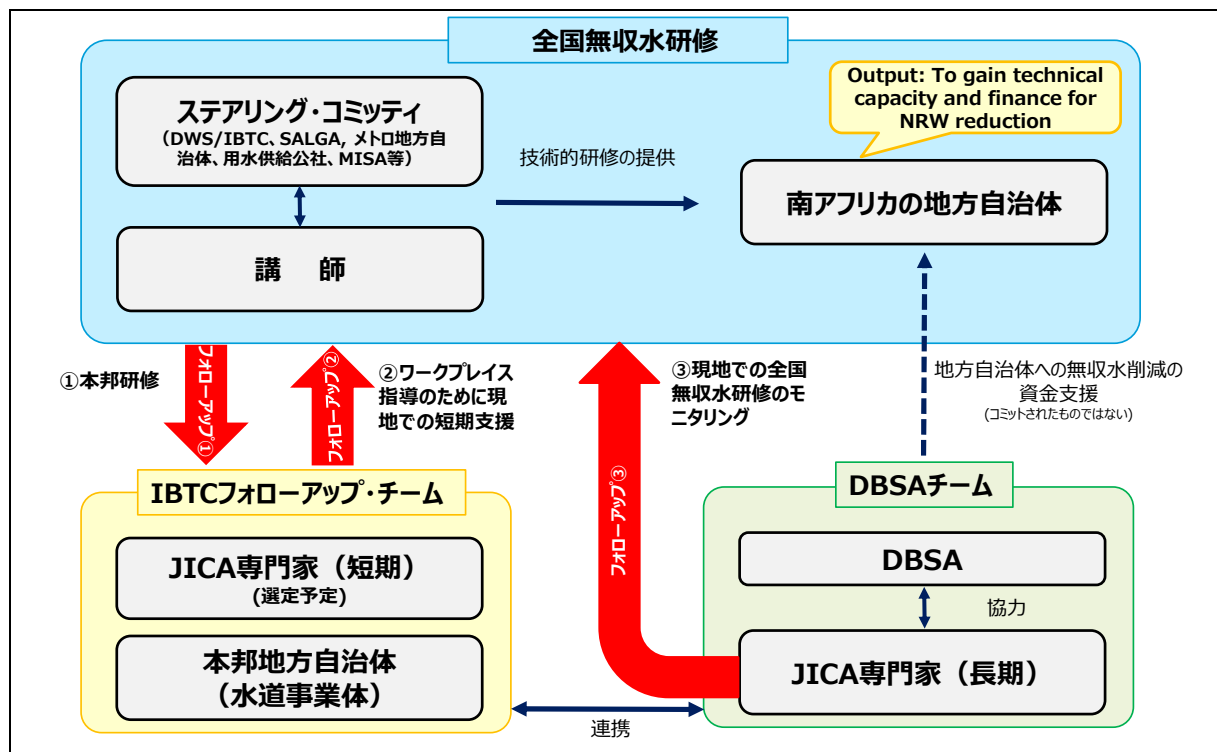 全国無収水研修
ステアリング・コミッティ
（DWS/IBTC、SALGA, メトロ地方自
治体、用水供給公社、MISA等）
講　師
技術的研修の提供
Output: To gain technical
capacity and finance for
NRW reduction
南アフリカの地方自治体
①本邦研修
フォローアップ①
フォローアップ②
②ワークプレイス
指導のために現
地での短期支援
③現地での全国
無収水研修のモ
ニタリング
フォローアップ③
地方自治体への無収水削減の
資金支援
(コミットされたものではない)
IBTCフォローアップ・チーム
JICA専門家（短期）
(選定予定)
本邦地方自治体
（水道事業体）
連携
DBSAチーム
DBSA
協力
JICA専門家（長期）